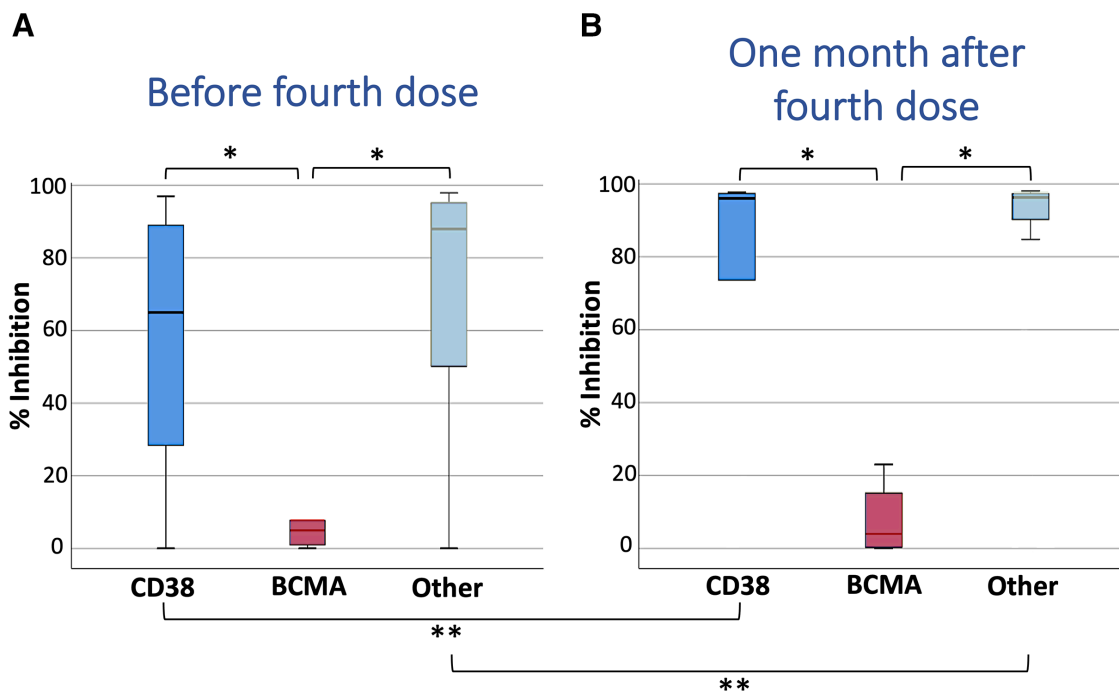 A
B
Before fourth dose
One month after
fourth dose
*
*
*
*
% Inhibition
100
80
60
40
20
0
CD38
BCMA
Other
% Inhibition
100
80
60
40
20
0
CD38
BCMA
Other
**
**